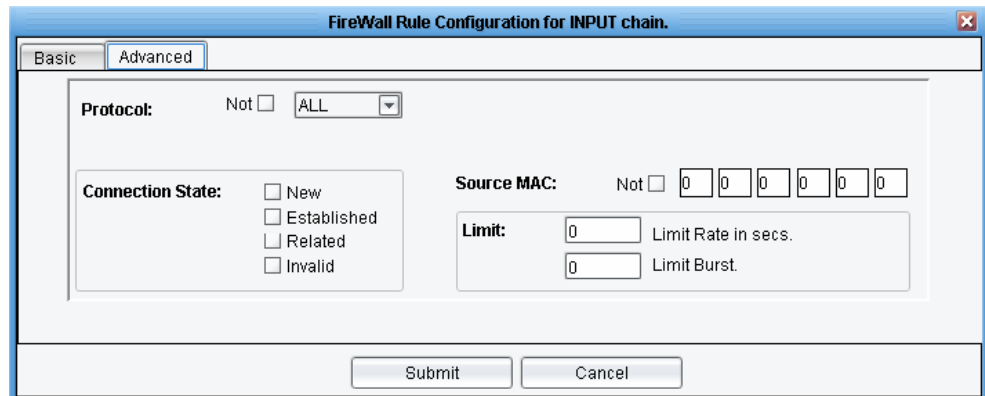 FireWall Rule Configuration for INPUT chain.
Basic Advanced
Protocol: Not ALL
Connection State: New
Established
Related
Invalid
Source MAC: Not 0 0 0 0 0 0
Limit: 0 Limit Rate in secs.
0 Limit Burst.
Submit Cancel